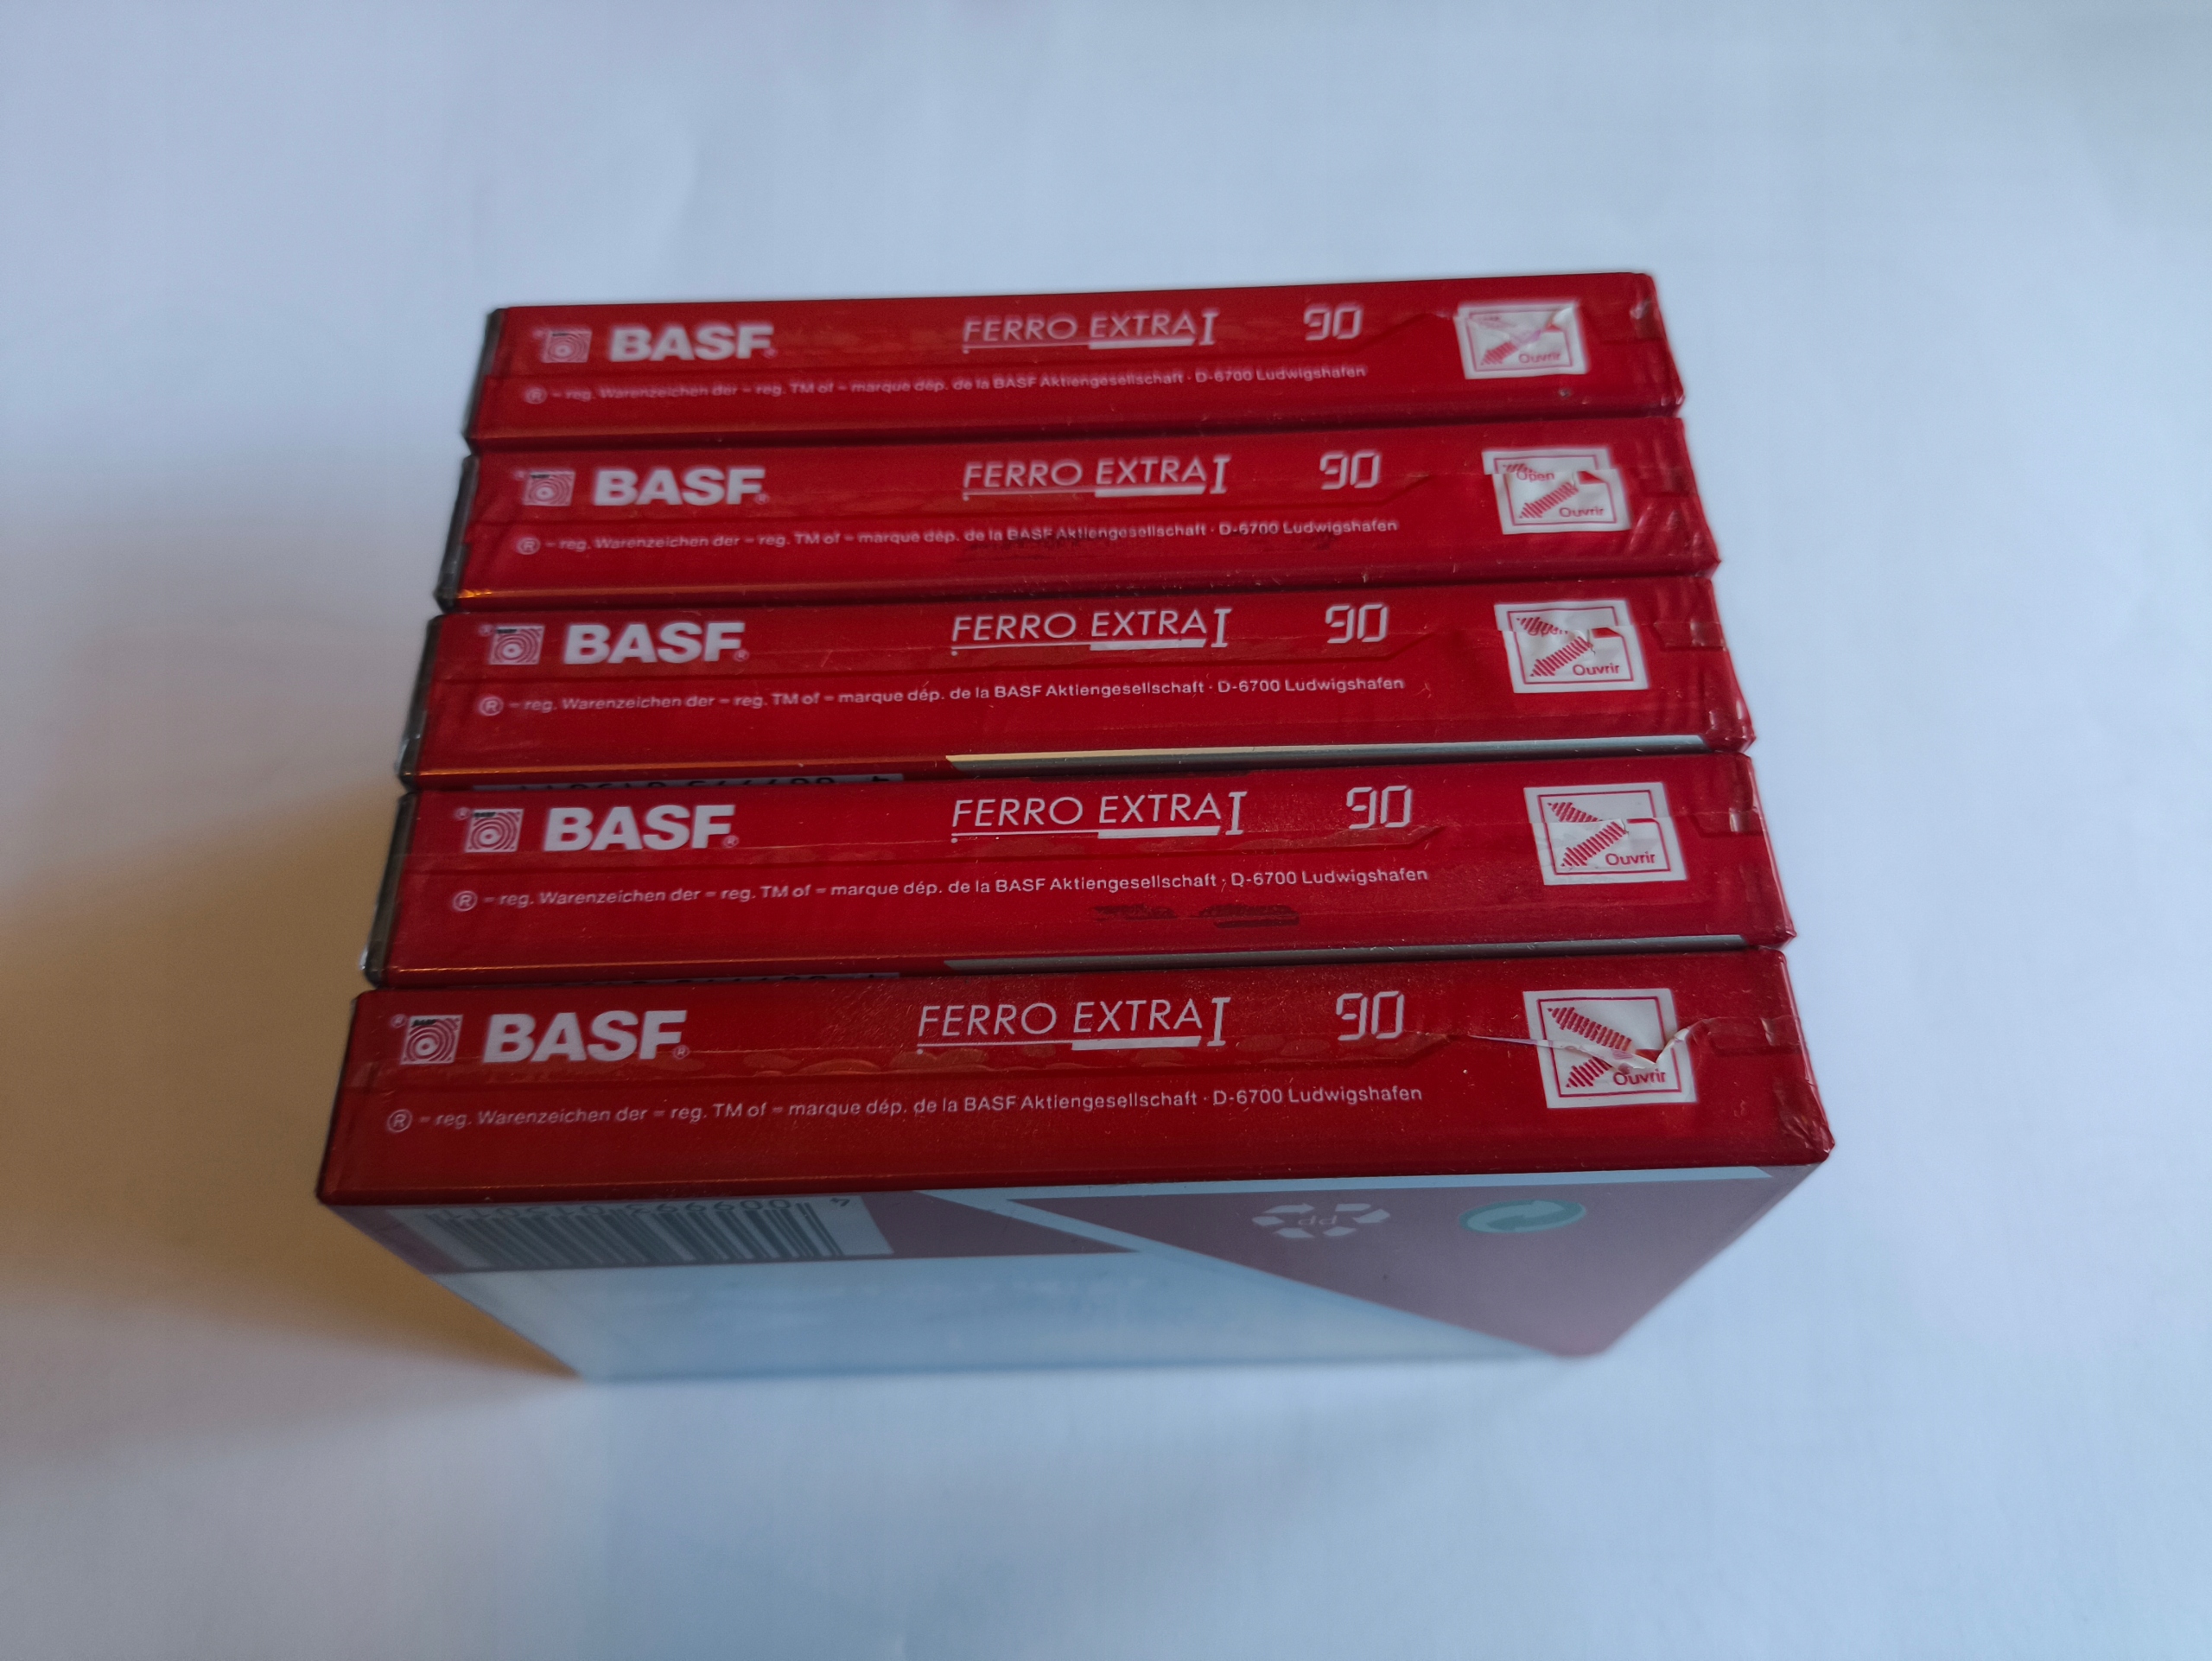 BASF® FERRO EXTRA I 90
Ouvrir
® = reg. Warenzeichen der = reg. TM of = marque dép. de la BASF Aktiengesellschaft · D-6700 Ludwigshafen
BASF® FERRO EXTRA I 90
Open
Ouvrir
® = reg. Warenzeichen der = reg. TM of = marque dép. de la BASF Aktiengesellschaft · D-6700 Ludwigshafen
BASF® FERRO EXTRA I 90
Open
Ouvrir
® = reg. Warenzeichen der = reg. TM of = marque dép. de la BASF Aktiengesellschaft · D-6700 Ludwigshafen
BASF® FERRO EXTRA I 90
Ouvrir
® = reg. Warenzeichen der = reg. TM of = marque dép. de la BASF Aktiengesellschaft · D-6700 Ludwigshafen
BASF® FERRO EXTRA I 90
Ouvrir
® = reg. Warenzeichen der = reg. TM of = marque dép. de la BASF Aktiengesellschaft · D-6700 Ludwigshafen
PP